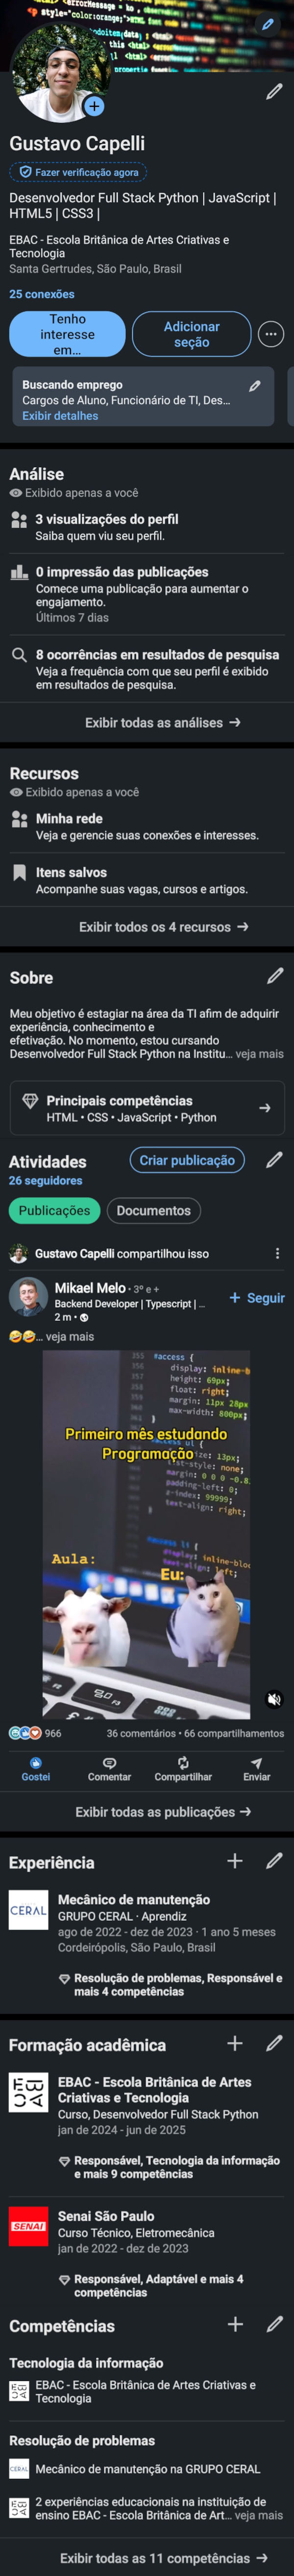 Gustavo Capelli
Fazer verificação agora
Desenvolvedor Full Stack Python | JavaScript |
HTML5 | CSS3 |
EBAC - Escola Britânica de Artes Criativas e
Tecnologia
Santa Gertrudes, São Paulo, Brasil
25 conexões
Tenho
interesse
em...
Adicionar
seção
Buscando emprego
Cargos de Aluno, Funcionário de TI, Des...
Exibir detalhes
Análise
Exibido apenas a você
3 visualizações do perfil
Saiba quem viu seu perfil.
0 impressão das publicações
Comece uma publicação para aumentar o
engajamento.
Últimos 7 dias
8 ocorrências em resultados de pesquisa
Veja a frequência com que seu perfil é exibido
em resultados de pesquisa.
Exibir todas as análises →
Recursos
Exibido apenas a você
Minha rede
Veja e gerencie suas conexões e interesses.
Itens salvos
Acompanhe suas vagas, cursos e artigos.
Exibir todos os 4 recursos →
Sobre
Meu objetivo é estagiar na área da TI afim de adquirir
experiência, conhecimento e
efetivação. No momento, estou cursando
Desenvolvedor Full Stack Python na Institu... veja mais
Principais competências
HTML • CSS • JavaScript • Python
Atividades
Criar publicação
26 seguidores
Publicações
Documentos
Gustavo Capelli compartilhou isso
Mikael Melo • 3º e +
Backend Developer | Typescript | ...
2 m •
+ Seguir
🤣🤣... veja mais
#access {
display: inline-b
height: 69px;
float: right;
margin: 11px 28px
max-width: 800px;
Primeiro mês estudando
Programação
Aula:
Eu:
966
36 comentários • 66 compartilhamentos
Gostei
Comentar
Compartilhar
Enviar
Exibir todas as publicações →
Experiência
CERAL
Mecânico de manutenção
GRUPO CERAL · Aprendiz
ago de 2022 - dez de 2023 · 1 ano 5 meses
Cordeirópolis, São Paulo, Brasil
Resolução de problemas, Responsável e
mais 4 competências
Formação acadêmica
EBAC - Escola Britânica de Artes
Criativas e Tecnologia
Curso, Desenvolvedor Full Stack Python
jan de 2024 - jun de 2025
Responsável, Tecnologia da informação
e mais 9 competências
SENAI
Senai São Paulo
Curso Técnico, Eletromecânica
jan de 2022 - dez de 2023
Responsável, Adaptável e mais 4
competências
Competências
Tecnologia da informação
EBAC - Escola Britânica de Artes Criativas e
Tecnologia
Resolução de problemas
CERAL
Mecânico de manutenção na GRUPO CERAL
2 experiências educacionais na instituição de
ensino EBAC - Escola Britânica de Art... veja mais
Exibir todas as 11 competências →